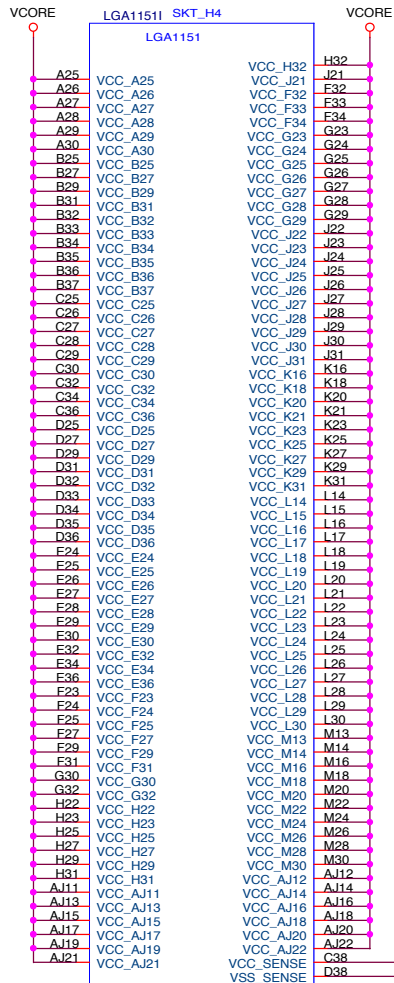 VCORE
LGA1151I SKT_H4
VCORE
LGA1151
A25 VCC_A25
A26 VCC_A26
A27 VCC_A27
A28 VCC_A28
A29 VCC_A29
A30 VCC_A30
B25 VCC_B25
B27 VCC_B27
B29 VCC_B29
B31 VCC_B31
B32 VCC_B32
B33 VCC_B33
B34 VCC_B34
B35 VCC_B35
B36 VCC_B36
B37 VCC_B37
C25 VCC_C25
C26 VCC_C26
C27 VCC_C27
C28 VCC_C28
C29 VCC_C29
C30 VCC_C30
C32 VCC_C32
C34 VCC_C34
C36 VCC_C36
D25 VCC_D25
D27 VCC_D27
D29 VCC_D29
D31 VCC_D31
D32 VCC_D32
D33 VCC_D33
D34 VCC_D34
D35 VCC_D35
D36 VCC_D36
E24 VCC_E24
E25 VCC_E25
E26 VCC_E26
E27 VCC_E27
E28 VCC_E28
E29 VCC_E29
E30 VCC_E30
E32 VCC_E32
E34 VCC_E34
E36 VCC_E36
F23 VCC_F23
F24 VCC_F24
F25 VCC_F25
F27 VCC_F27
F29 VCC_F29
F31 VCC_F31
G30 VCC_G30
G32 VCC_G32
H22 VCC_H22
H23 VCC_H23
H25 VCC_H25
H27 VCC_H27
H29 VCC_H29
H31 VCC_H31
AJ11 VCC_AJ11
AJ13 VCC_AJ13
AJ15 VCC_AJ15
AJ17 VCC_AJ17
AJ19 VCC_AJ19
AJ21 VCC_AJ21
VCC_H32 H32
VCC_J21 J21
VCC_F32 F32
VCC_F33 F33
VCC_F34 F34
VCC_G23 G23
VCC_G24 G24
VCC_G25 G25
VCC_G26 G26
VCC_G27 G27
VCC_G28 G28
VCC_G29 G29
VCC_J22 J22
VCC_J23 J23
VCC_J24 J24
VCC_J25 J25
VCC_J26 J26
VCC_J27 J27
VCC_J28 J28
VCC_J29 J29
VCC_J30 J30
VCC_J31 J31
VCC_K16 K16
VCC_K18 K18
VCC_K20 K20
VCC_K21 K21
VCC_K23 K23
VCC_K25 K25
VCC_K27 K27
VCC_K29 K29
VCC_K31 K31
VCC_L14 L14
VCC_L15 L15
VCC_L16 L16
VCC_L17 L17
VCC_L18 L18
VCC_L19 L19
VCC_L20 L20
VCC_L21 L21
VCC_L22 L22
VCC_L23 L23
VCC_L24 L24
VCC_L25 L25
VCC_L26 L26
VCC_L27 L27
VCC_L28 L28
VCC_L29 L29
VCC_L30 L30
VCC_M13 M13
VCC_M14 M14
VCC_M16 M16
VCC_M18 M18
VCC_M20 M20
VCC_M22 M22
VCC_M24 M24
VCC_M26 M26
VCC_M28 M28
VCC_M30 M30
VCC_AJ12 AJ12
VCC_AJ14 AJ14
VCC_AJ16 AJ16
VCC_AJ18 AJ18
VCC_AJ20 AJ20
VCC_AJ22 AJ22
VCC_SENSE C38
VSS_SENSE D38